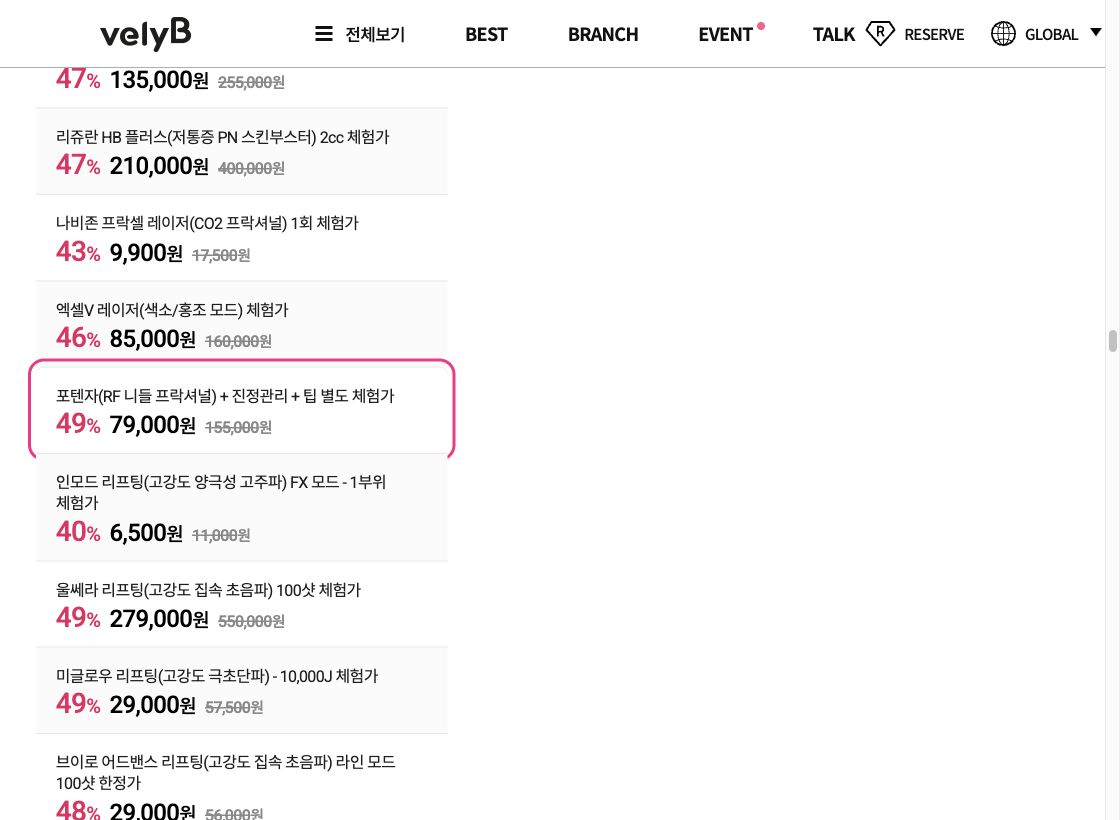 velyB
전체보기
BEST
BRANCH
EVENT
TALK
R
RESERVE
GLOBAL
47% 135,000원 255,000원
리쥬란 HB 플러스(저통증 PN 스킨부스터) 2cc 체험가
47% 210,000원 400,000원
나비존 프락셀 레이저(CO2 프락셔널) 1회 체험가
43% 9,900원 17,500원
엑셀V 레이저(색소/홍조 모드) 체험가
46% 85,000원 160,000원
포텐자(RF 니들 프락셔널) + 진정관리 + 팁 별도 체험가
49% 79,000원 155,000원
인모드 리프팅(고강도 양극성 고주파) FX 모드 - 1부위
체험가
40% 6,500원 11,000원
울쎄라 리프팅(고강도 집속 초음파) 100샷 체험가
49% 279,000원 550,000원
미글로우 리프팅(고강도 극초단파) - 10,000J 체험가
49% 29,000원 57,500원
브이로 어드밴스 리프팅(고강도 집속 초음파) 라인 모드
100샷 한정가
48% 29,000원 56,000원